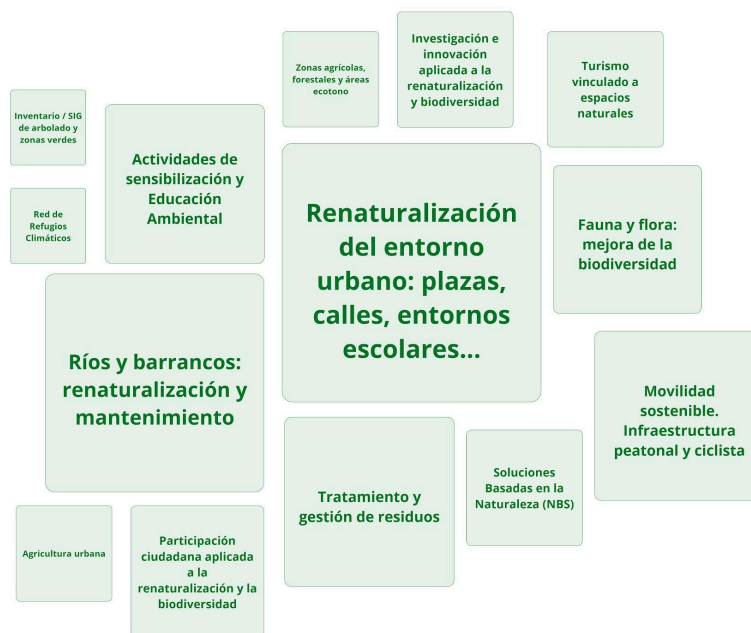 Zonas agrícolas,
forestales y áreas
ecotono
Investigación e
innovación
aplicada a la
renaturalización
y biodiversidad
Turismo
vinculado a
espacios
naturales
Inventario / SIG
de arbolado y
zonas verdes
Actividades de
sensibilización y
Educación
Ambiental
Red de
Refugios
Climáticos
Renaturalización
del entorno
urbano: plazas,
calles, entornos
escolares...
Fauna y flora:
mejora de la
biodiversidad
Ríos y barrancos:
renaturalización y
mantenimiento
Movilidad
sostenible.
Infraestructura
peatonal y ciclista
Tratamiento y
gestión de residuos
Soluciones
Basadas en la
Naturaleza (NBS)
Agricultura urbana
Participación
ciudadana aplicada
a la
renaturalización y la
biodiversidad